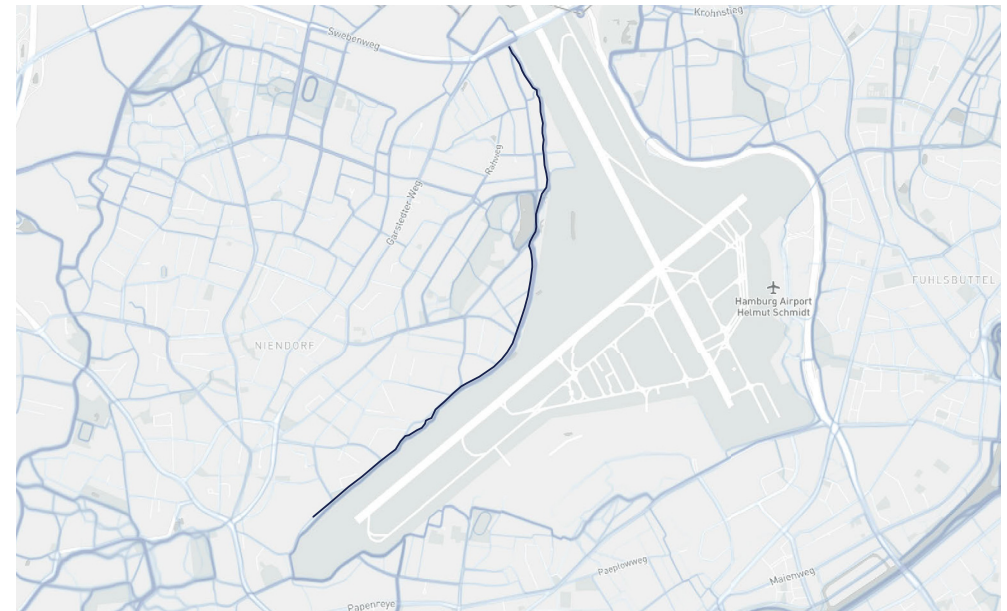 Krohnstieg
Swebenweg
Rahweg
Garstedter Weg
FUHLSBÜTTEL
Hamburg Airport
Helmut Schmidt
NIENDORF
Paeplowweg
Maienweg
Papenreye